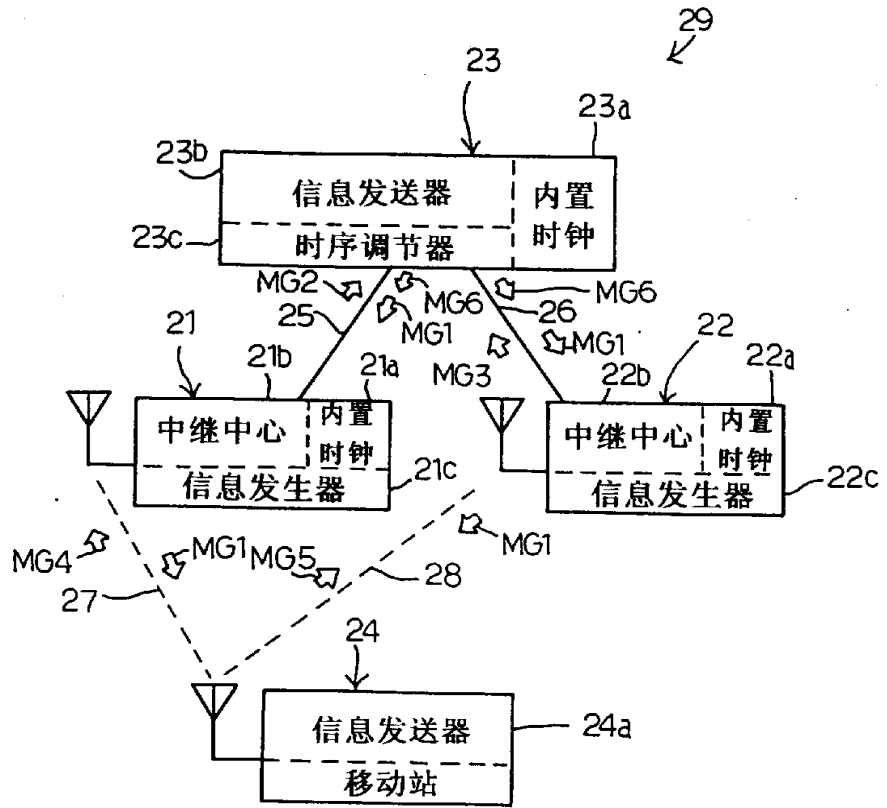 29
23
23a
23b
信息发送器
内置
时钟
23c
时序调节器
MG2
MG6
MG6
25
MG1
26
MG1
21
21b
21a
MG3
22b
22
22a
中继中心
内置
时钟
中继中心
内置
时钟
信息发生器
21c
信息发生器
22c
MG4
MG1
MG5
MG1
27
28
24
信息发送器
24a
移动站